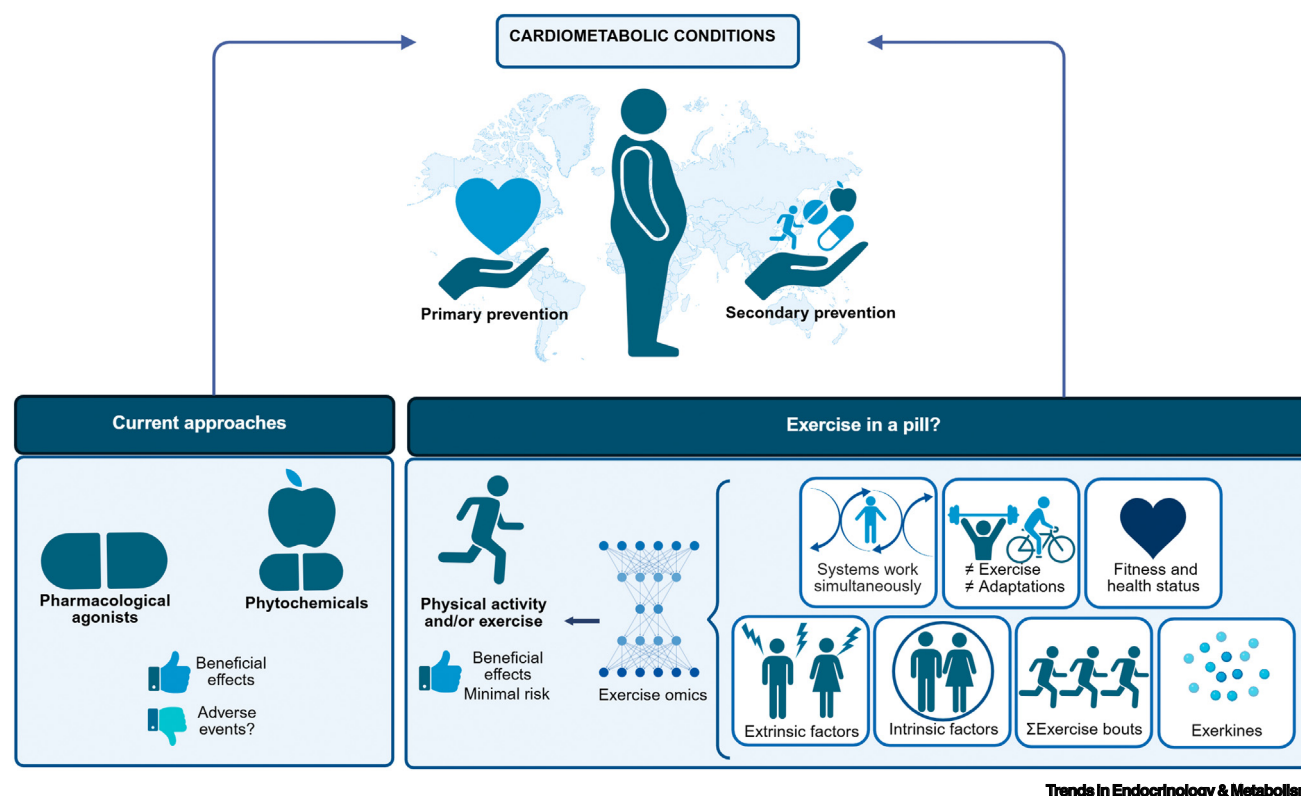 CARDIOMETABOLIC CONDITIONS
Primary prevention
Secondary prevention
Current approaches
Pharmacological
agonists
Phytochemicals
Beneficial
effects
Adverse
events?
Exercise in a pill?
Physical activity
and/or exercise
Beneficial
effects
Minimal risk
Exercise omics
Systems work
simultaneously
≠ Exercise
≠ Adaptations
Fitness and
health status
Extrinsic factors
Intrinsic factors
ΣExercise bouts
Exerkines
Trends in Endocrinology & Metabolism